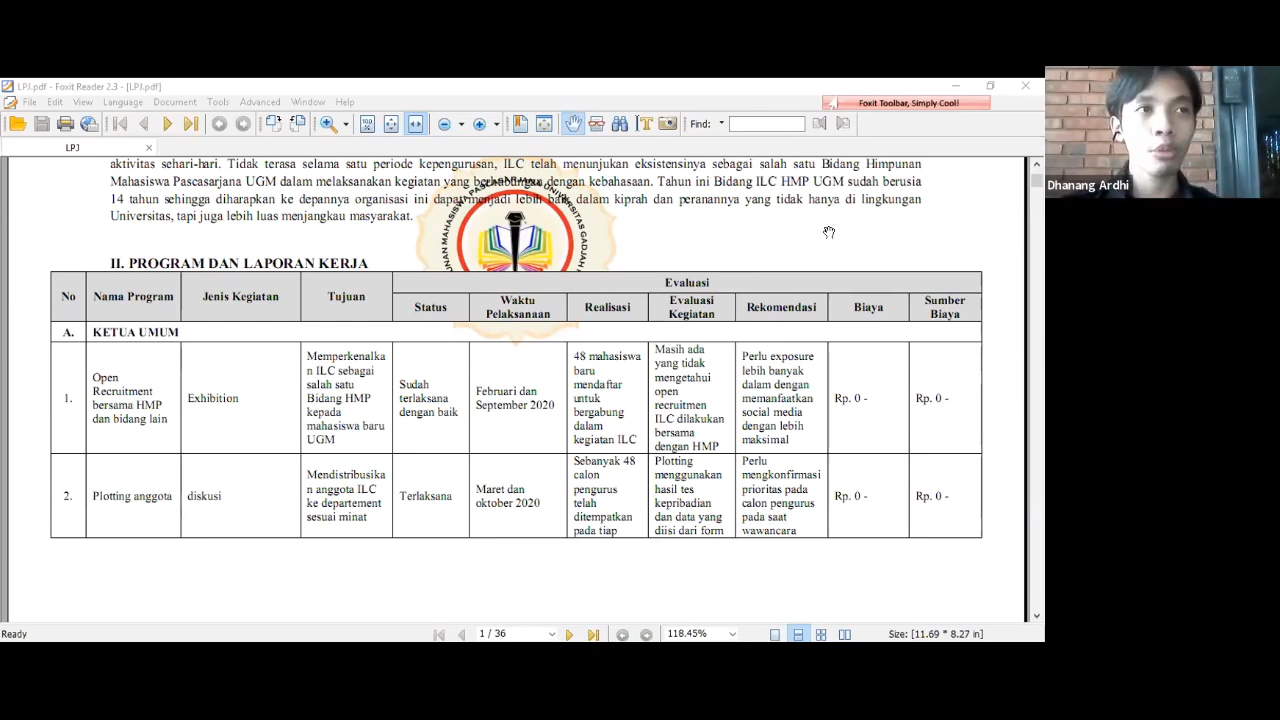 LPJ.pdf - Foxit Reader 2.3 - [LPJ.pdf]
File Edit View Language Document Tools Advanced Window Help
Foxit Toolbar, Simply Cool!
Find:
LPJ
aktivitas sehari-hari. Tidak terasa selama satu periode kepengurusan, ILC telah menunjukan eksistensinya sebagai salah satu Bidang Himpunan
Mahasiswa Pascasarjana UGM dalam melaksanakan kegiatan yang berhubungan dengan kebahasaan. Tahun ini Bidang ILC HMP UGM sudah berusia
14 tahun sehingga diharapkan ke depannya organisasi ini dapat menjadi lebih baik, dalam kiprah dan peranannya yang tidak hanya di lingkungan
Universitas, tapi juga lebih luas menjangkau masyarakat.
II. PROGRAM DAN LAPORAN KERJA
No
Nama Program
Jenis Kegiatan
Tujuan
Evaluasi
Status
Waktu
Pelaksanaan
Realisasi
Evaluasi
Kegiatan
Rekomendasi
Biaya
Sumber
Biaya
A. KETUA UMUM
1.
Open
Recruitment
bersama HMP
dan bidang lain
Exhibition
Memperkenalka
n ILC sebagai
salah satu
Bidang HMP
kepada
mahasiswa baru
UGM
Sudah
terlaksana
dengan baik
Februari dan
September 2020
48 mahasiswa
baru
mendaftar
untuk
bergabung
dalam
kegiatan ILC
Masih ada
yang tidak
mengetahui
open
recruitmen
ILC dilakukan
bersama
dengan HMP
Perlu exposure
lebih banyak
dalam dengan
memanfaatkan
social media
dengan lebih
maksimal
Rp. 0 -
Rp. 0 -
2.
Plotting anggota
diskusi
Mendistribusika
n anggota ILC
ke departement
sesuai minat
Terlaksana
Maret dan
oktober 2020
Sebanyak 48
calon
pengurus
telah
ditempatkan
pada tiap
Plotting
menggunakan
hasil tes
kepribadian
dan data yang
diisi dari form
Perlu
mengkonfirmasi
prioritas pada
calon pengurus
pada saat
wawancara
Rp. 0 -
Rp. 0 -
Ready
1 / 36
118.45%
Size: [11.69 * 8.27 in]
Dhanang Ardhi